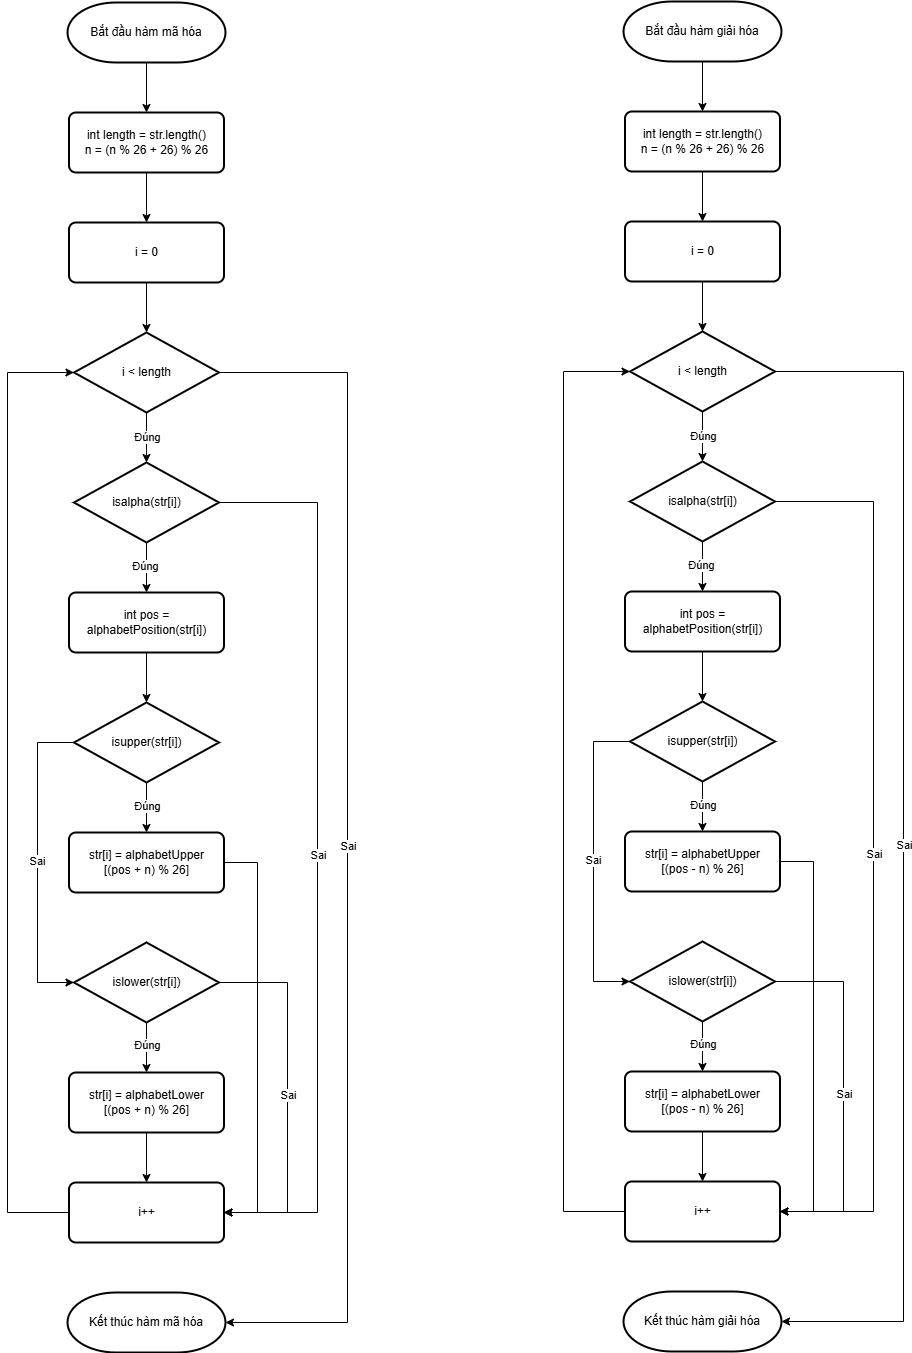 Bắt đầu hàm mã hóa
int length = str.length()
n = (n % 26 + 26) % 26
i = 0
i < length
Đúng
isalpha(str[i])
Đúng
int pos =
alphabetPosition(str[i])
isupper(str[i])
Đúng
Sai
str[i] = alphabetUpper
[(pos + n) % 26]
Sai
Sai
islower(str[i])
Đúng
str[i] = alphabetLower
[(pos + n) % 26]
Sai
i++
Kết thúc hàm mã hóa
Bắt đầu hàm giải hóa
int length = str.length()
n = (n % 26 + 26) % 26
i = 0
i < length
Đúng
isalpha(str[i])
Đúng
int pos =
alphabetPosition(str[i])
isupper(str[i])
Đúng
Sai
str[i] = alphabetUpper
[(pos - n) % 26]
Sai
Sai
islower(str[i])
Đúng
str[i] = alphabetLower
[(pos - n) % 26]
Sai
i++
Kết thúc hàm giải hóa